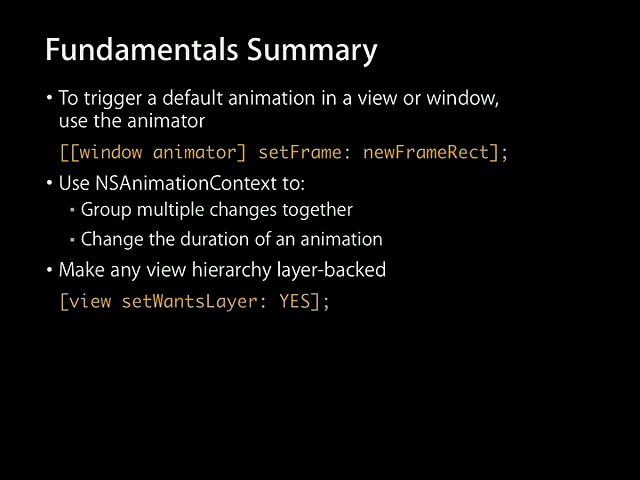 Fundamentals Summary
• To trigger a default animation in a view or window,
use the animator
[[window animator] setFrame: newFrameRect];
• Use NSAnimationContext to:
▪ Group multiple changes together
▪ Change the duration of an animation
• Make any view hierarchy layer-backed
[view setWantsLayer: YES];